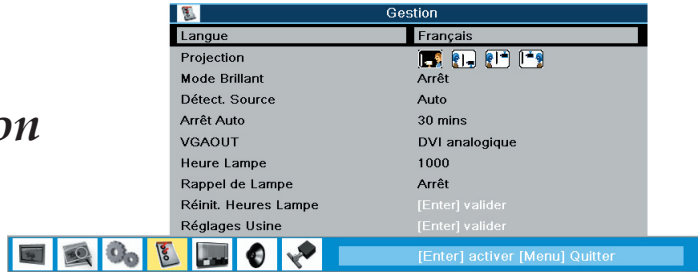 Gestion
Langue Français
Projection
Mode Brillant Arrêt
Détect. Source Auto
Arrêt Auto 30 mins
VGAOUT DVI analogique
Heure Lampe 1000
Rappel de Lampe Arrêt
Réinit. Heures Lampe [Enter] valider
Réglages Usine [Enter] valider
[Enter] activer [Menu] Quitter
on